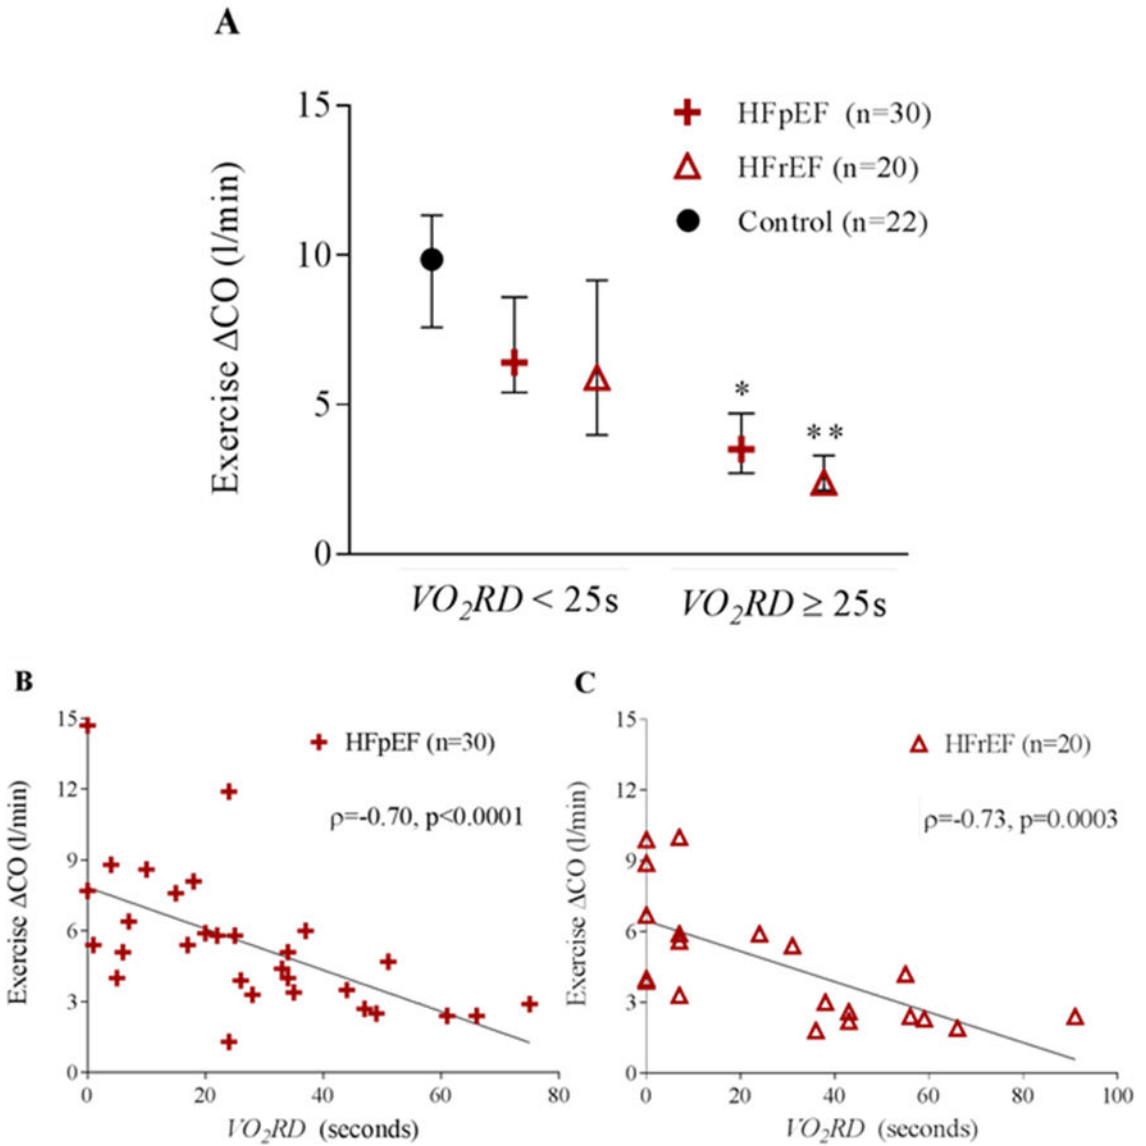 A
15
10
5
0
Exercise ΔCO (l/min)
HFpEF (n=30)
HFrEF (n=20)
Control (n=22)
*
**
VO₂RD < 25s
VO₂RD ≥ 25s
B
15
12
9
6
3
0
Exercise ΔCO (l/min)
HFpEF (n=30)
ρ=-0.70, p<0.0001
0 20 40 60 80
VO₂RD (seconds)
C
15
12
9
6
3
0
Exercise ΔCO (l/min)
HFrEF (n=20)
ρ=-0.73, p=0.0003
0 20 40 60 80 100
VO₂RD (seconds)